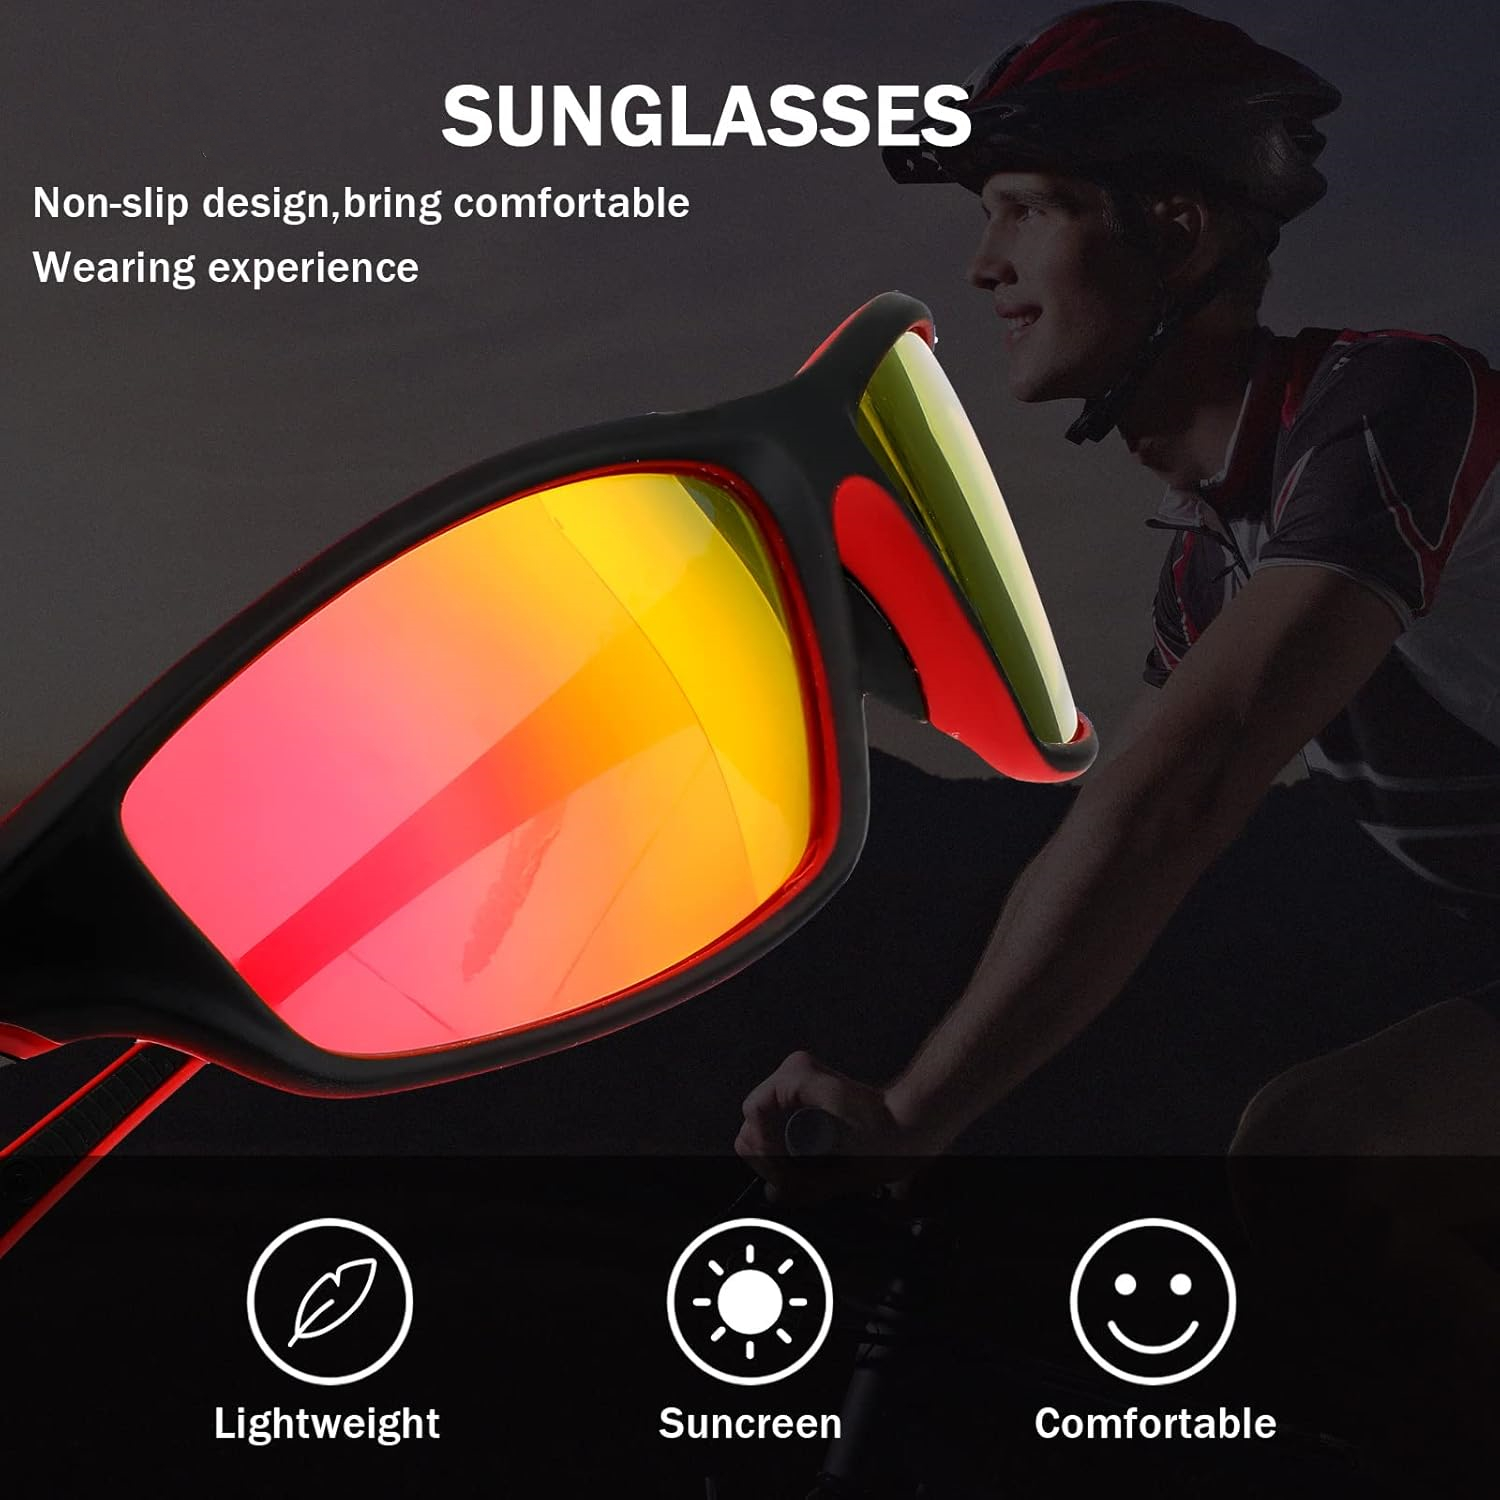 SUNGLASSES
Non-slip design,bring comfortable
Wearing experience
Lightweight
Suncreen
Comfortable